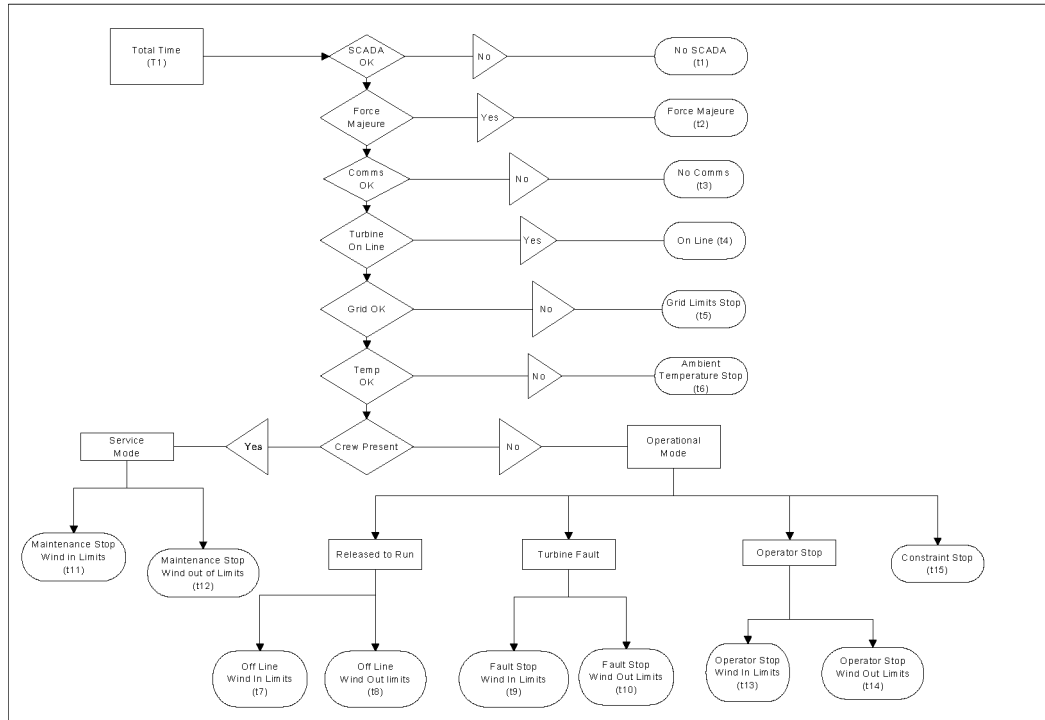 Total Time
(T1)
SCADA
OK
No
No SCADA
(t1)
Force
Majeure
Yes
Force Majeure
(t2)
Comms
OK
No
No Comms
(t3)
Turbine
On Line
Yes
On Line (t4)
Grid OK
No
Grid Limits Stop
(t5)
Temp
OK
No
Ambient
Temperature Stop
(t6)
Service
Mode
Yes
Crew Present
No
Operational
Mode
Maintenance Stop
Wind in Limits
(t11)
Maintenance Stop
Wind out of Limits
(t12)
Released to Run
Turbine Fault
Operator Stop
Constraint Stop
(t15)
Off Line
Wind In Limits
(t7)
Off Line
Wind Out limits
(t8)
Fault Stop
Wind In Limits
(t9)
Fault Stop
Wind Out Limits
(t10)
Operator Stop
Wind In Limits
(t13)
Operator Stop
Wind Out Limits
(t14)